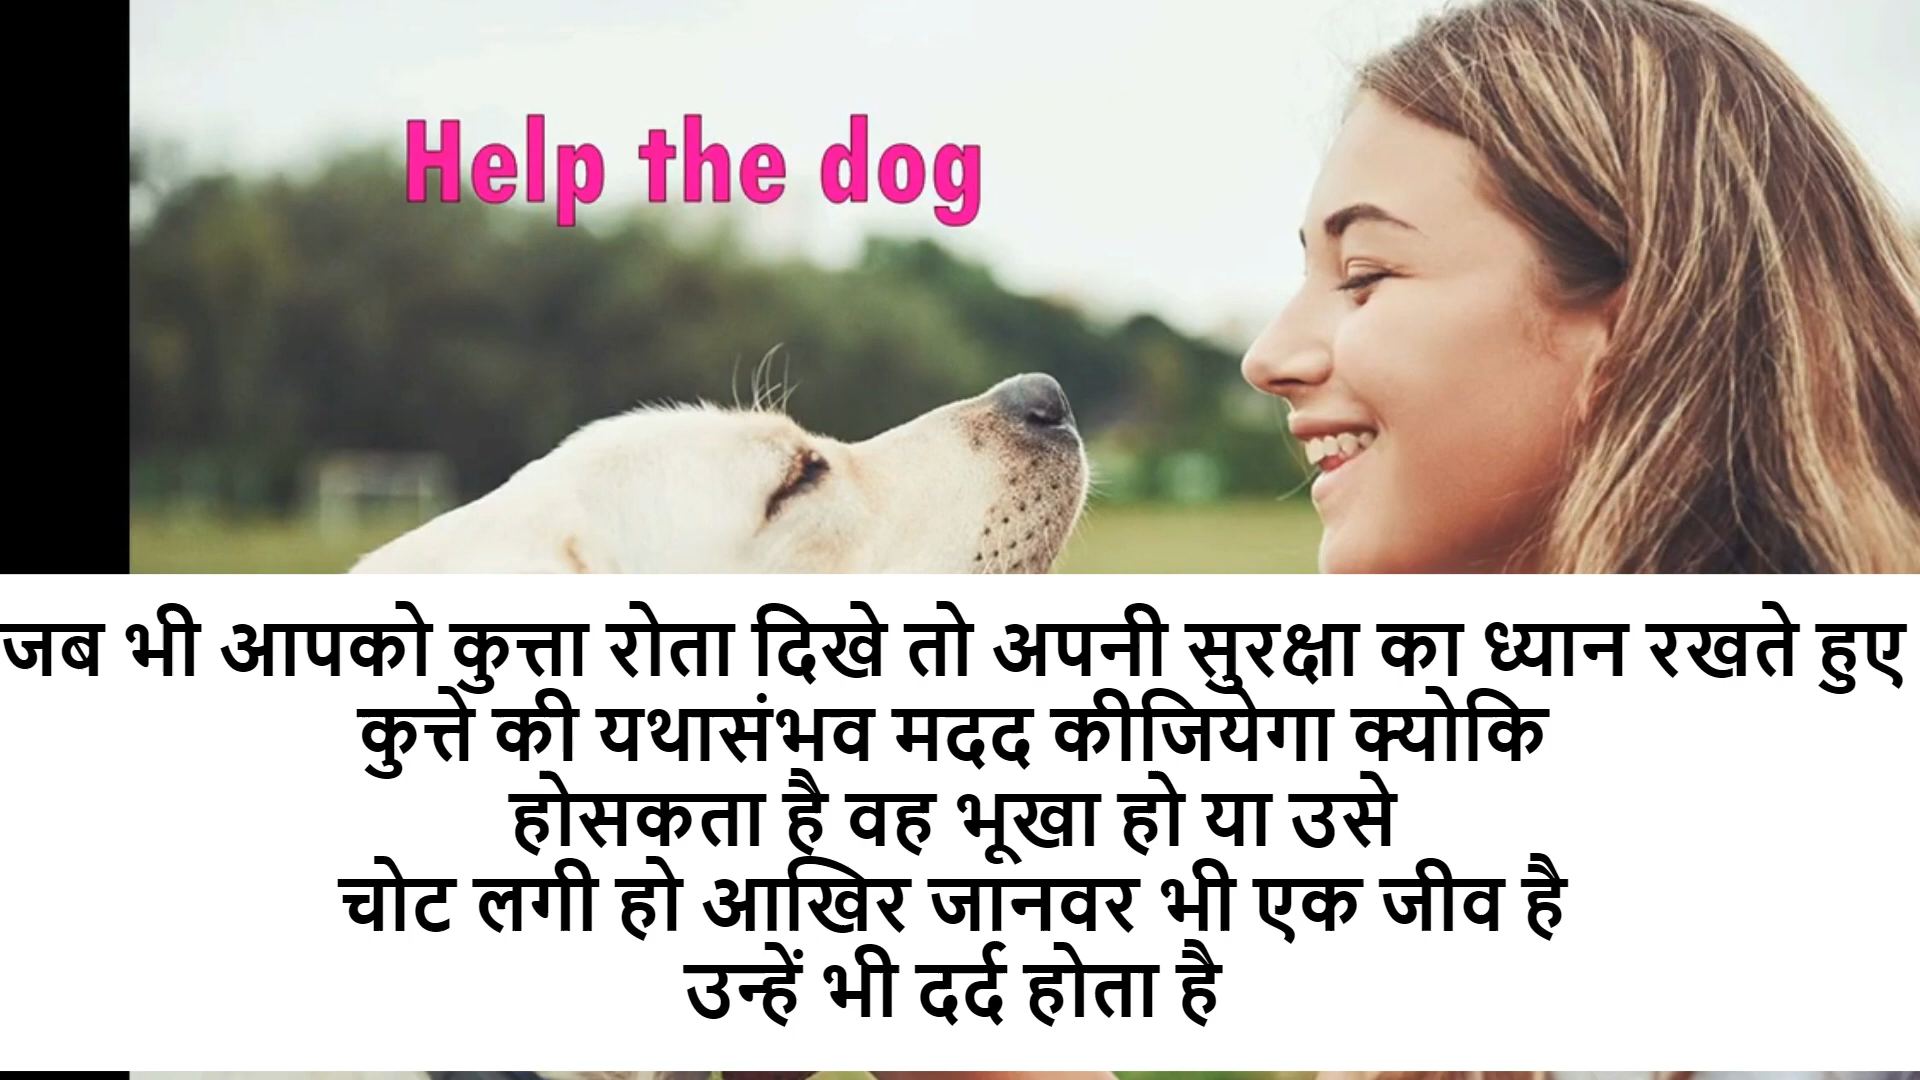 Help the dog
जब भी आपको कुत्ता रोता दिखे तो अपनी सुरक्षा का ध्यान रखते हुए
कुत्ते की यथासंभव मदद कीजियेगा क्योकि
होसकता है वह भूखा हो या उसे
चोट लगी हो आखिर जानवर भी एक जीव है
उन्हें भी दर्द होता है